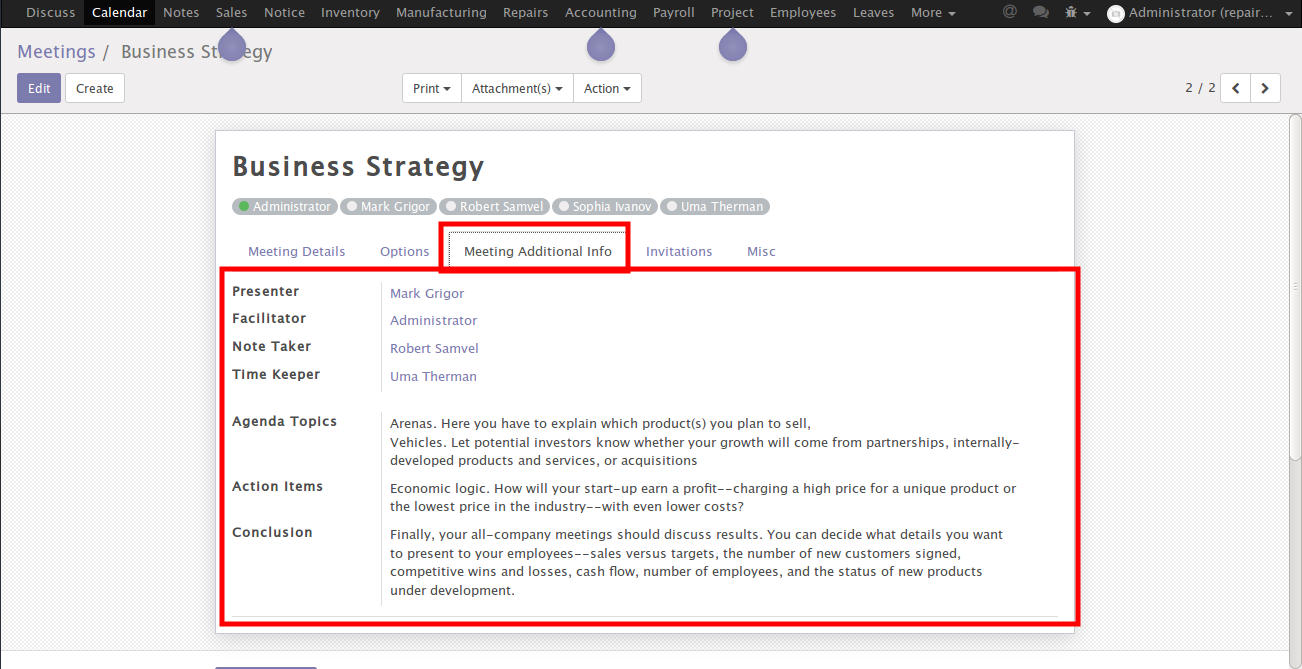 Discuss Calendar Notes Sales Notice Inventory Manufacturing Repairs Accounting Payroll Project Employees Leaves More @ Administrator (repair...
Meetings / Business Strategy
Edit Create Print Attachment(s) Action 2 / 2
Business Strategy
Administrator Mark Grigor Robert Samvel Sophia Ivanov Uma Therman
Meeting Details Options Meeting Additional Info Invitations Misc
Presenter Mark Grigor
Facilitator Administrator
Note Taker Robert Samvel
Time Keeper Uma Therman
Agenda Topics Arenas. Here you have to explain which product(s) you plan to sell,
Vehicles. Let potential investors know whether your growth will come from partnerships, internally-
developed products and services, or acquisitions
Action Items Economic logic. How will your start-up earn a profit--charging a high price for a unique product or
the lowest price in the industry--with even lower costs?
Conclusion Finally, your all-company meetings should discuss results. You can decide what details you want
to present to your employees--sales versus targets, the number of new customers signed,
competitive wins and losses, cash flow, number of employees, and the status of new products
under development.